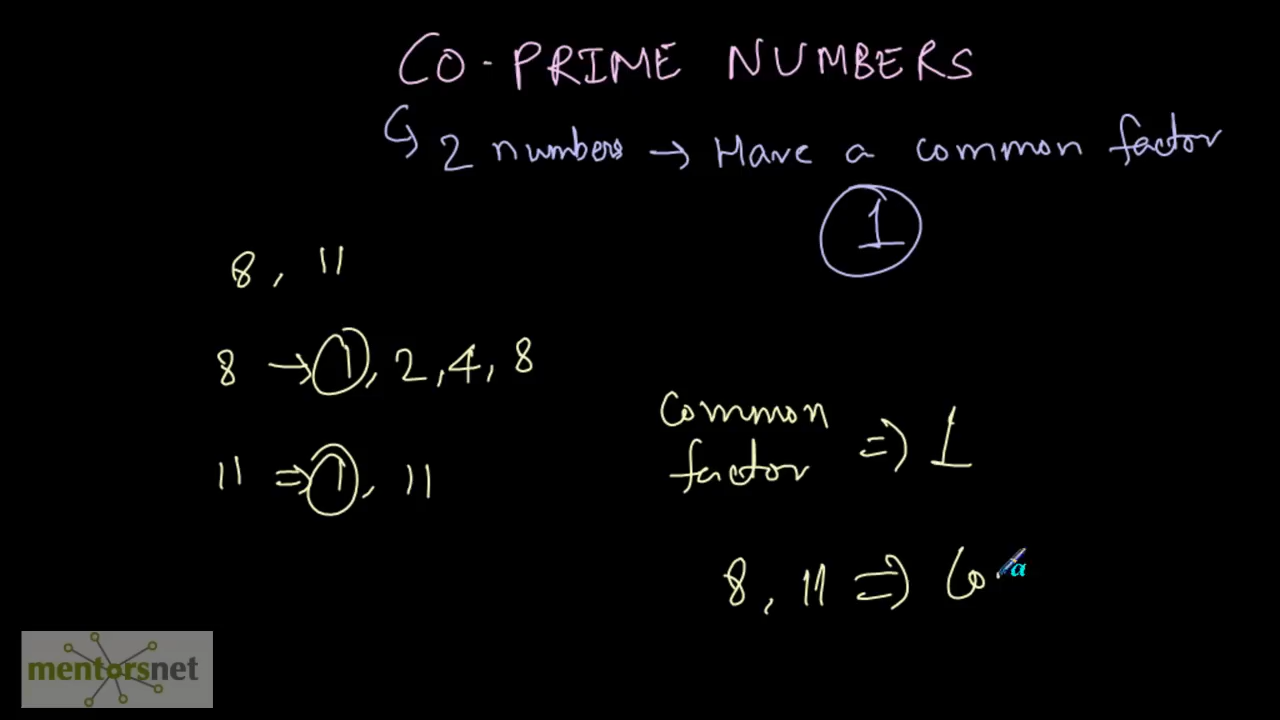 CO-PRIME NUMBERS
↳ 2 numbers → Have a common factor
1
8, 11
8 → 1, 2, 4, 8
Common
factor ⇒ 1
11 ⇒ 1, 11
8, 11 ⇒ Co-
mentorsnet